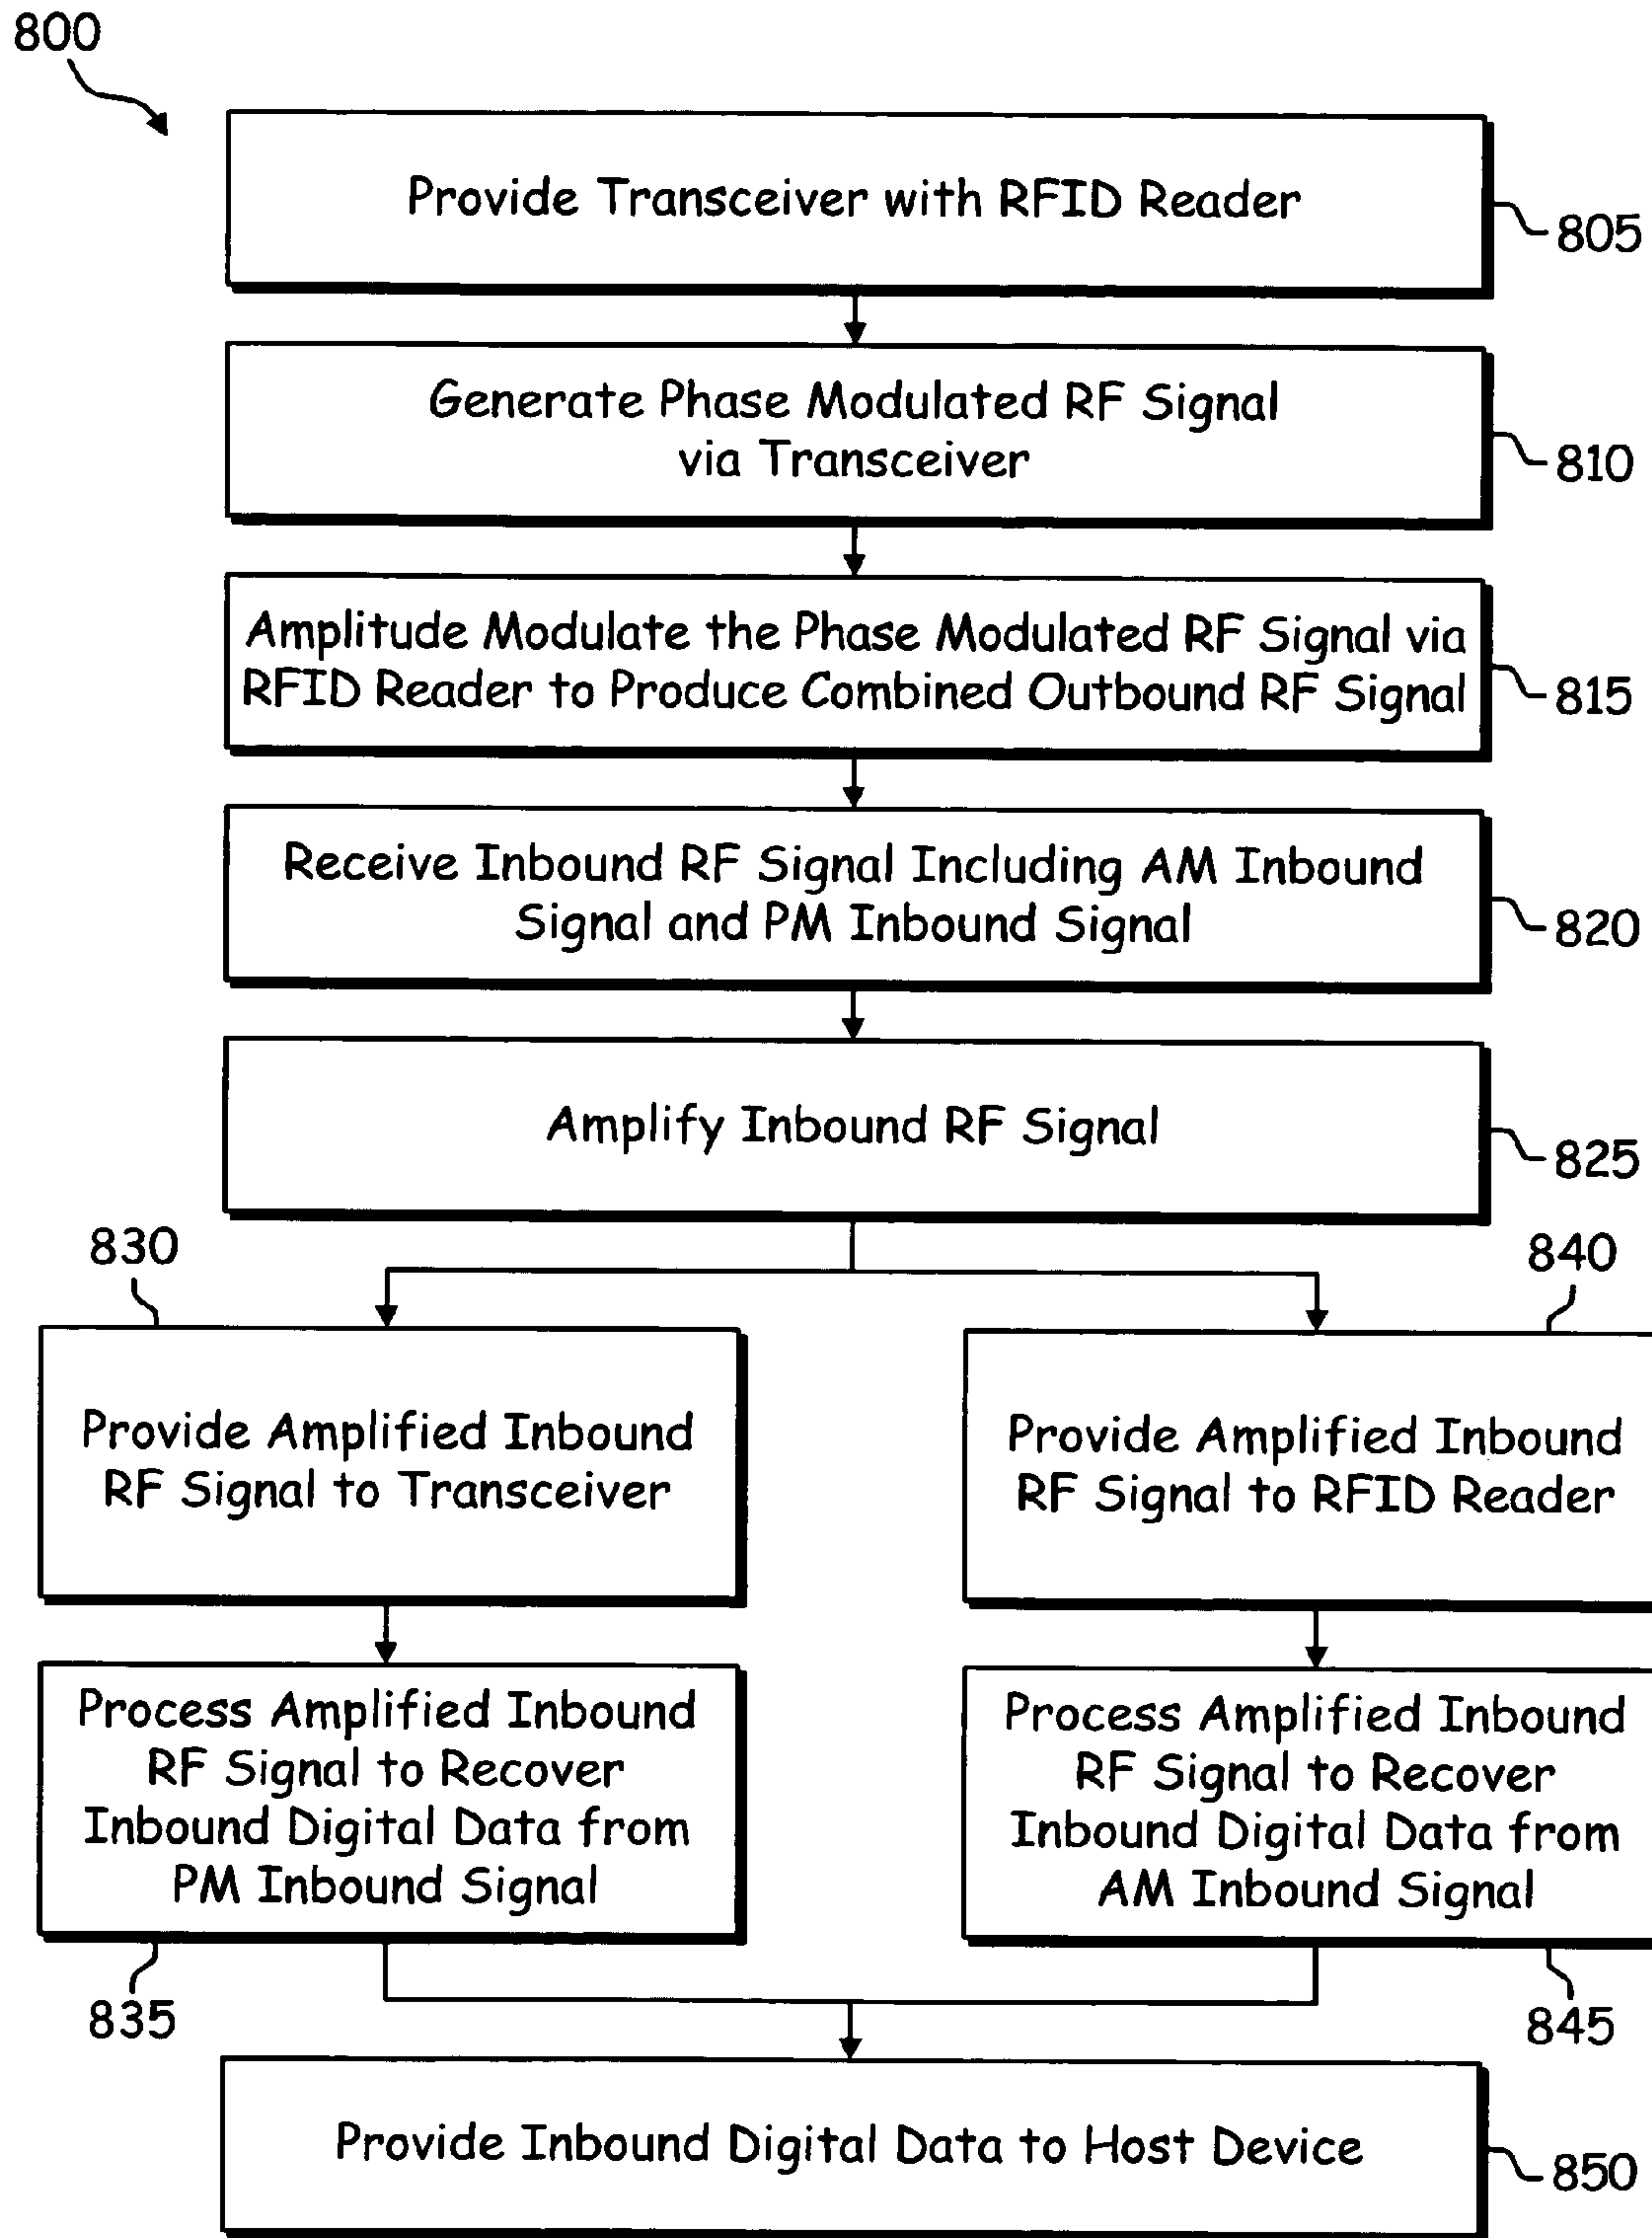 800
Provide Transceiver with RFID Reader
805
Generate Phase Modulated RF Signal
via Transceiver
810
Amplitude Modulate the Phase Modulated RF Signal via
RFID Reader to Produce Combined Outbound RF Signal
815
Receive Inbound RF Signal Including AM Inbound
Signal and PM Inbound Signal
820
Amplify Inbound RF Signal
825
830
840
Provide Amplified Inbound
RF Signal to Transceiver
Provide Amplified Inbound
RF Signal to RFID Reader
Process Amplified Inbound
RF Signal to Recover
Inbound Digital Data from
PM Inbound Signal
Process Amplified Inbound
RF Signal to Recover
Inbound Digital Data from
AM Inbound Signal
835
845
Provide Inbound Digital Data to Host Device
850